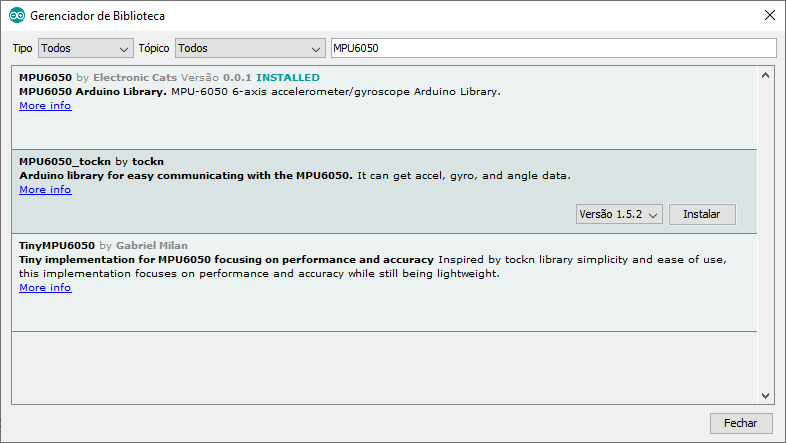 Gerenciador de Biblioteca
Tipo Todos Tópico Todos MPU6050
MPU6050 by Electronic Cats Versão 0.0.1 INSTALLED
MPU6050 Arduino Library. MPU-6050 6-axis accelerometer/gyroscope Arduino Library.
More info
MPU6050_tockn by tockn
Arduino library for easy communicating with the MPU6050. It can get accel, gyro, and angle data.
More info
Versão 1.5.2 Instalar
TinyMPU6050 by Gabriel Milan
Tiny implementation for MPU6050 focusing on performance and accuracy Inspired by tockn library simplicity and ease of use,
this implementation focuses on performance and accuracy while still being lightweight.
More info
Fechar